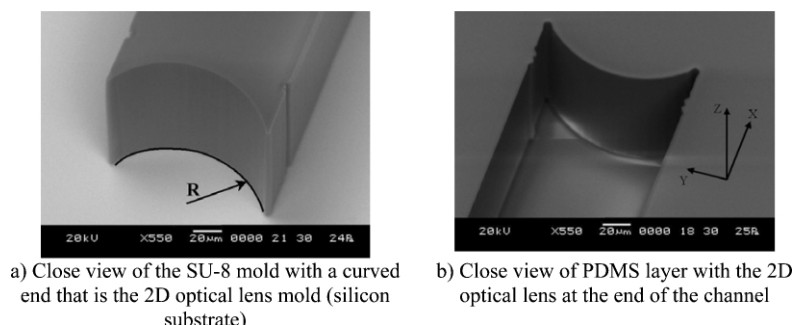 R
20kV X550 20µm 0000 21 30 24R
Z
X
Y
20kV X550 20µm 0000 18 30 25R
a) Close view of the SU-8 mold with a curved
end that is the 2D optical lens mold (silicon
substrate)
b) Close view of PDMS layer with the 2D
optical lens at the end of the channel